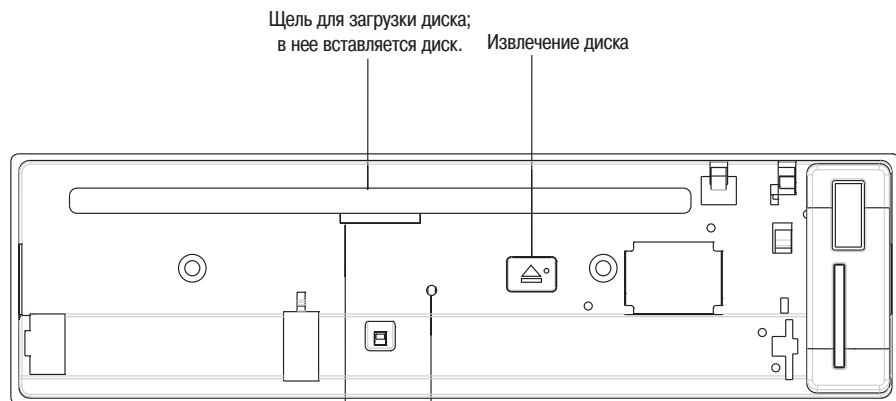 Щель для загрузки диска;
в нее вставляется диск.
Извлечение диска